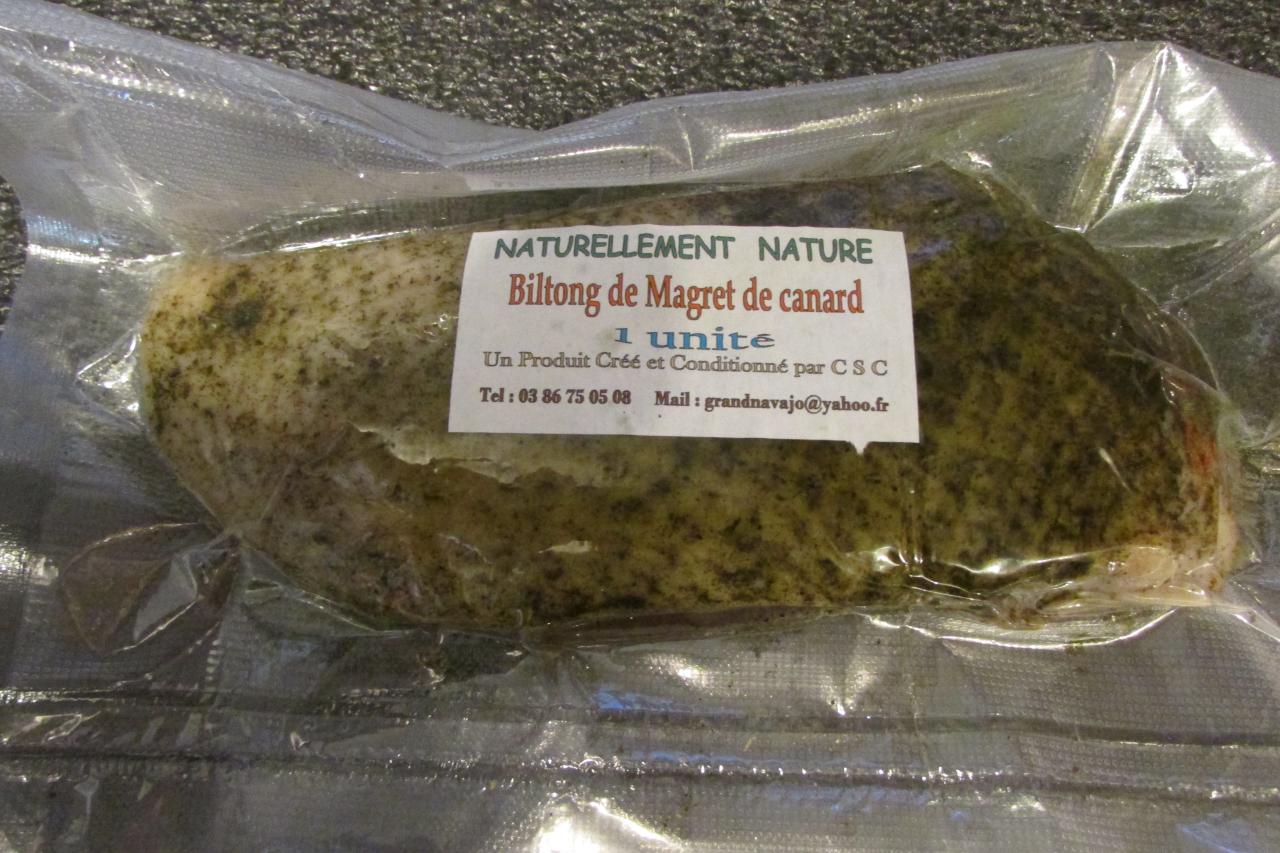 NATURELLEMENT NATURE
Biltong de Magret de canard
1 unité
Un Produit Créé et Conditionné par C S C
Tel : 03 86 75 05 08 Mail : grandnavajo@yahoo.fr